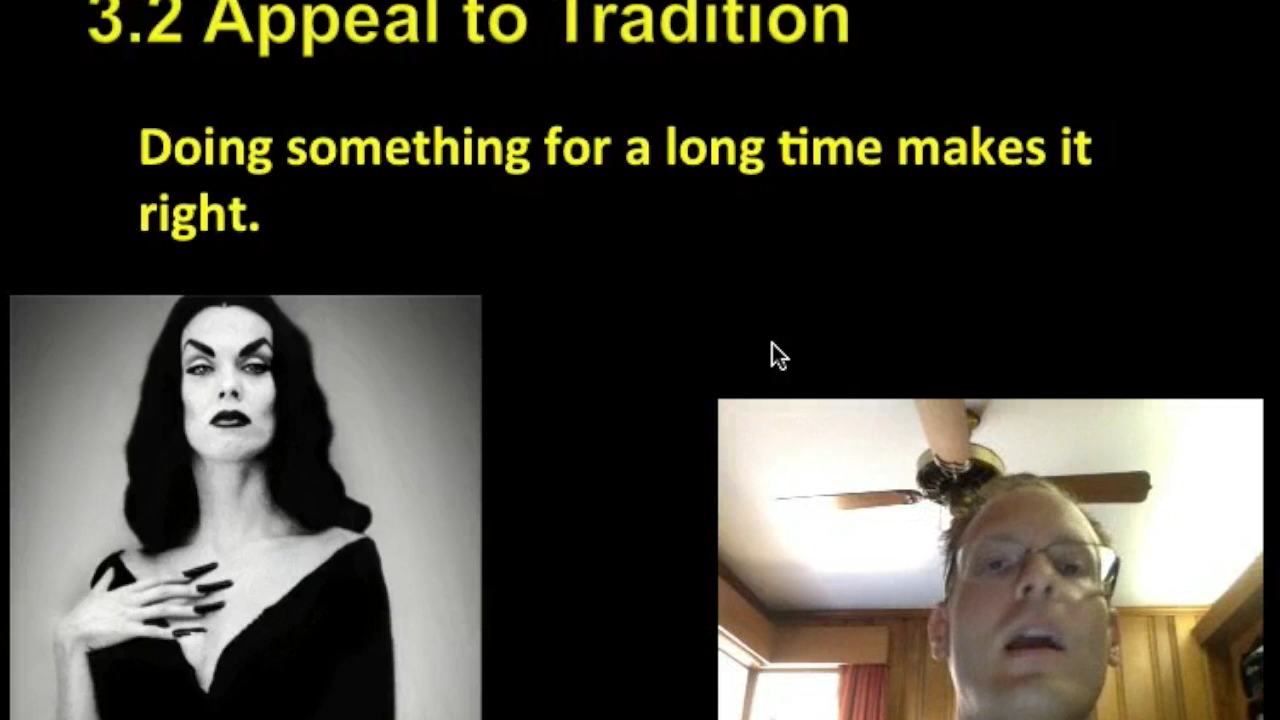 3.2 Appeal to Tradition
Doing something for a long time makes it
right.